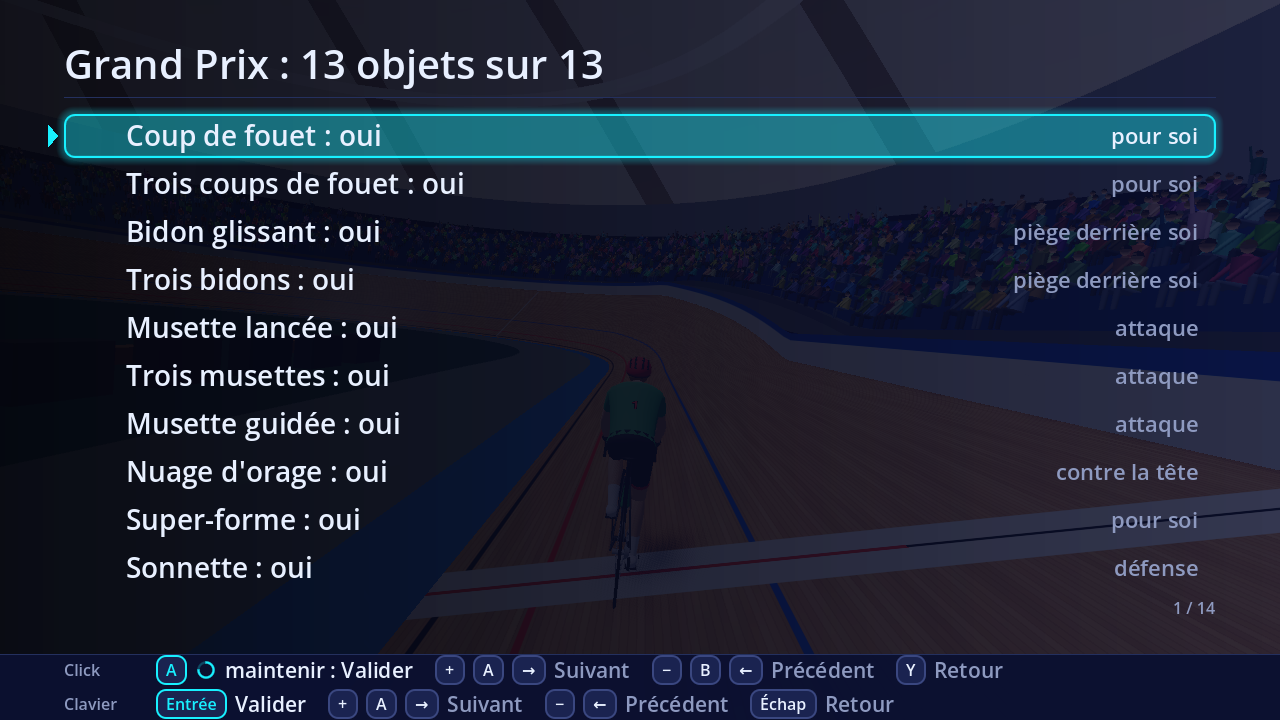 Grand Prix : 13 objets sur 13
Coup de fouet : oui pour soi
Trois coups de fouet : oui pour soi
Bidon glissant : oui piège derrière soi
Trois bidons : oui piège derrière soi
Musette lancée : oui attaque
Trois musettes : oui attaque
Musette guidée : oui attaque
Nuage d'orage : oui contre la tête
Super-forme : oui pour soi
Sonnette : oui défense
1 / 14
Click A maintenir : Valider + A → Suivant − B ← Précédent Y Retour
Clavier Entrée Valider + A → Suivant − ← Précédent Échap Retour